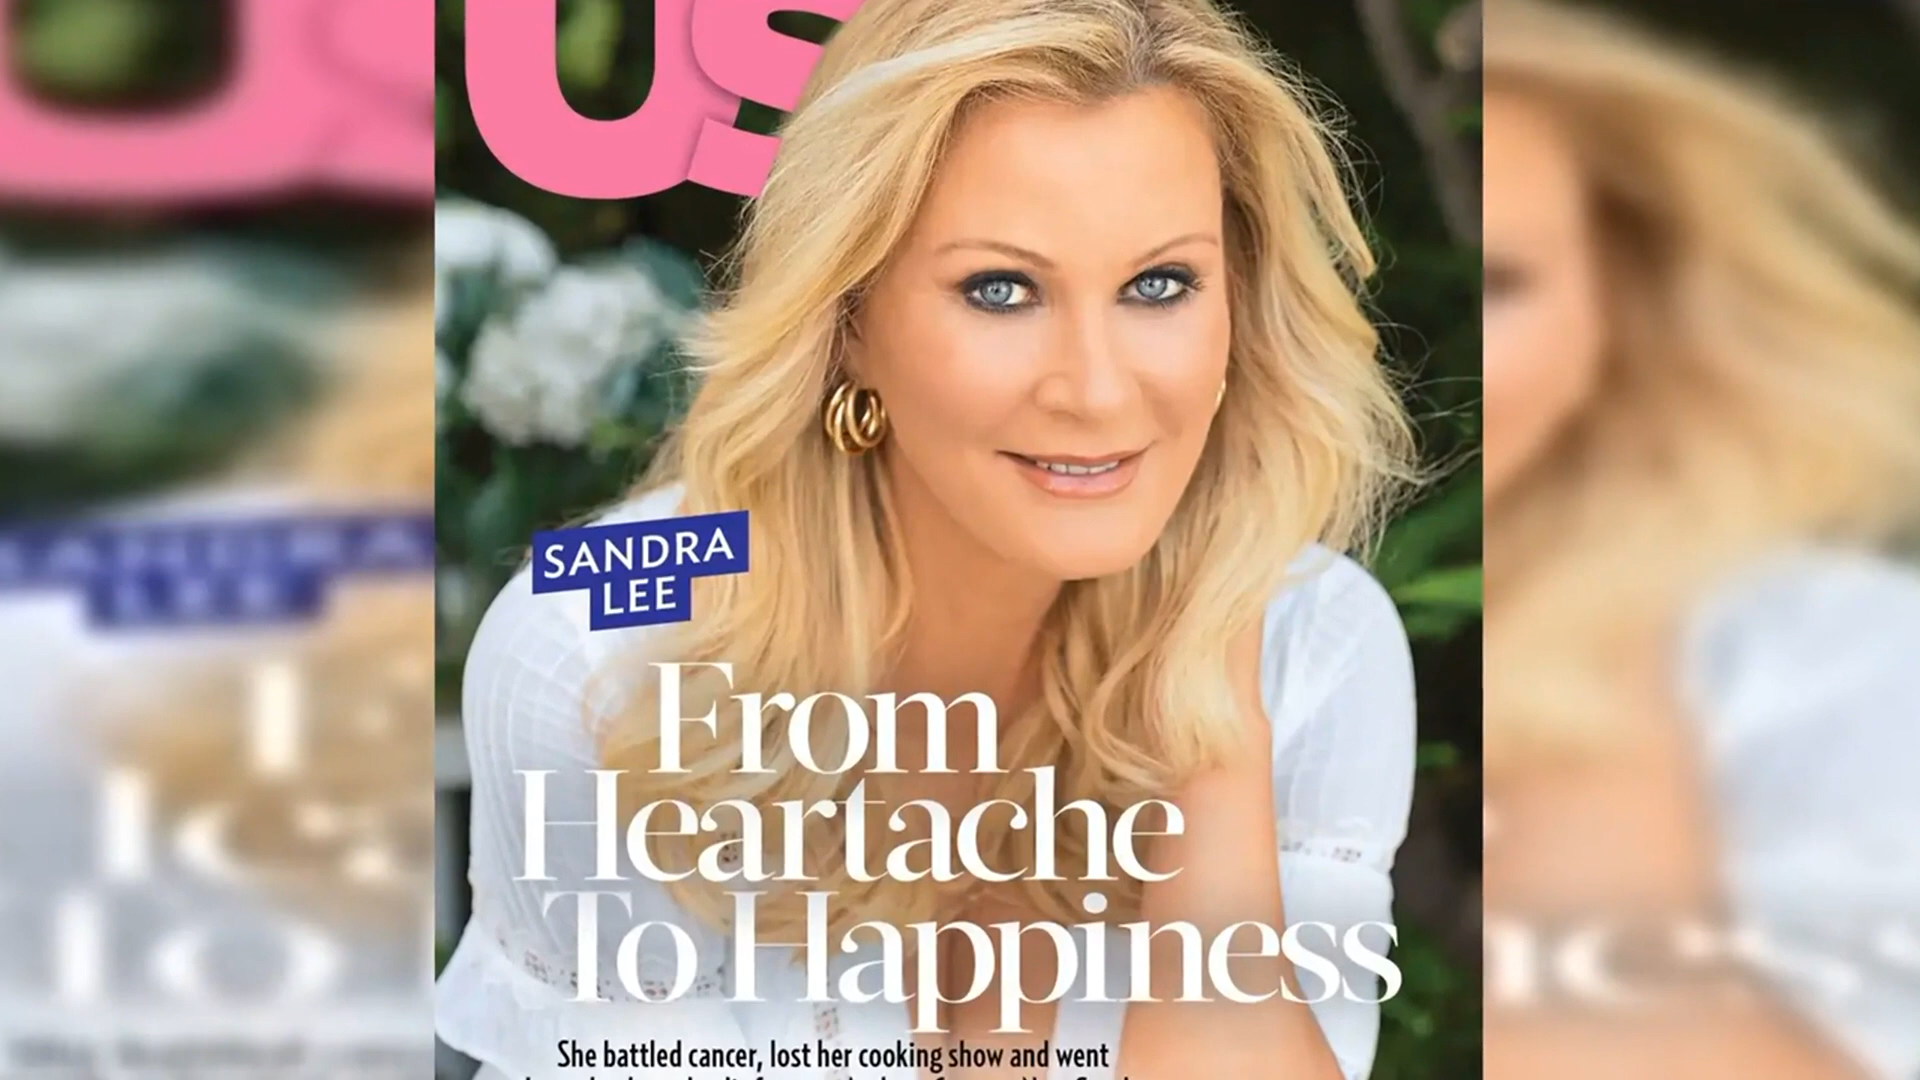 US
SANDRA
LEE
From
Heartache
To Happiness
She battled cancer, lost her cooking show and went